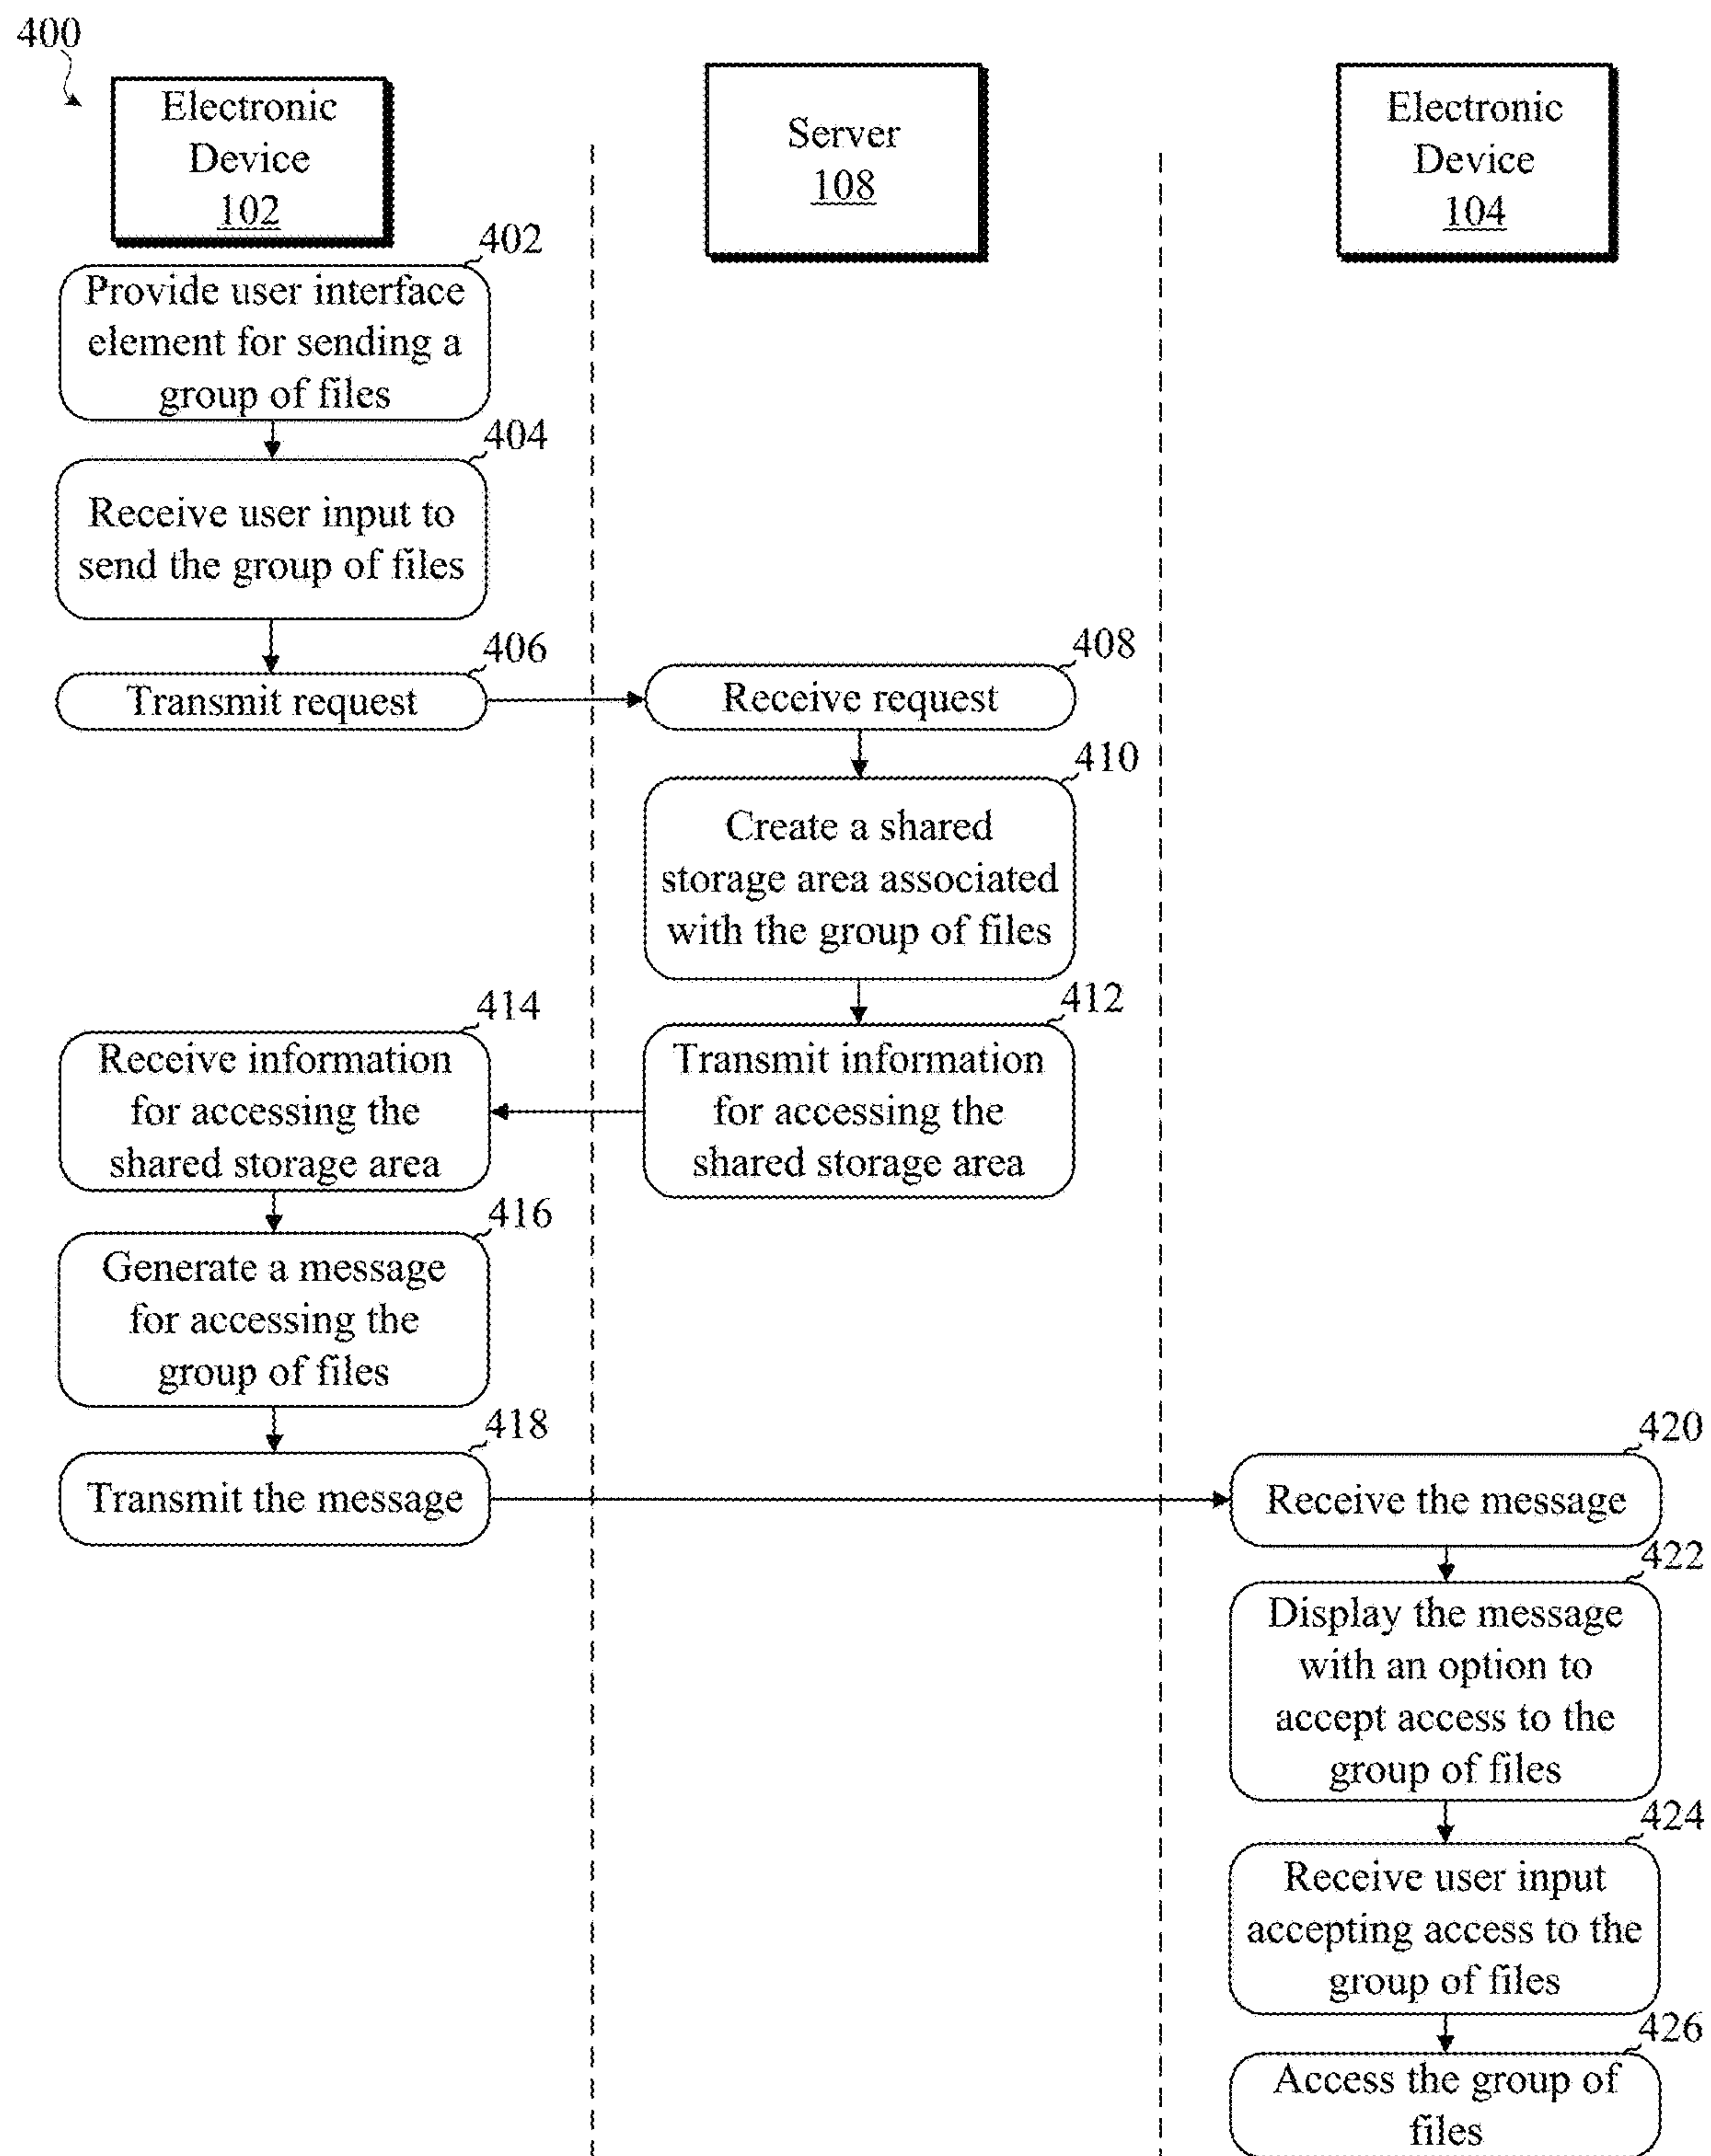 400
Electronic
Device
102
Server
108
Electronic
Device
104
402
Provide user interface
element for sending a
group of files
404
Receive user input to
send the group of files
406
Transmit request
408
Receive request
410
Create a shared
storage area associated
with the group of files
412
Transmit information
for accessing the
shared storage area
414
Receive information
for accessing the
shared storage area
416
Generate a message
for accessing the
group of files
418
Transmit the message
420
Receive the message
422
Display the message
with an option to
accept access to the
group of files
424
Receive user input
accepting access to the
group of files
426
Access the group of
files